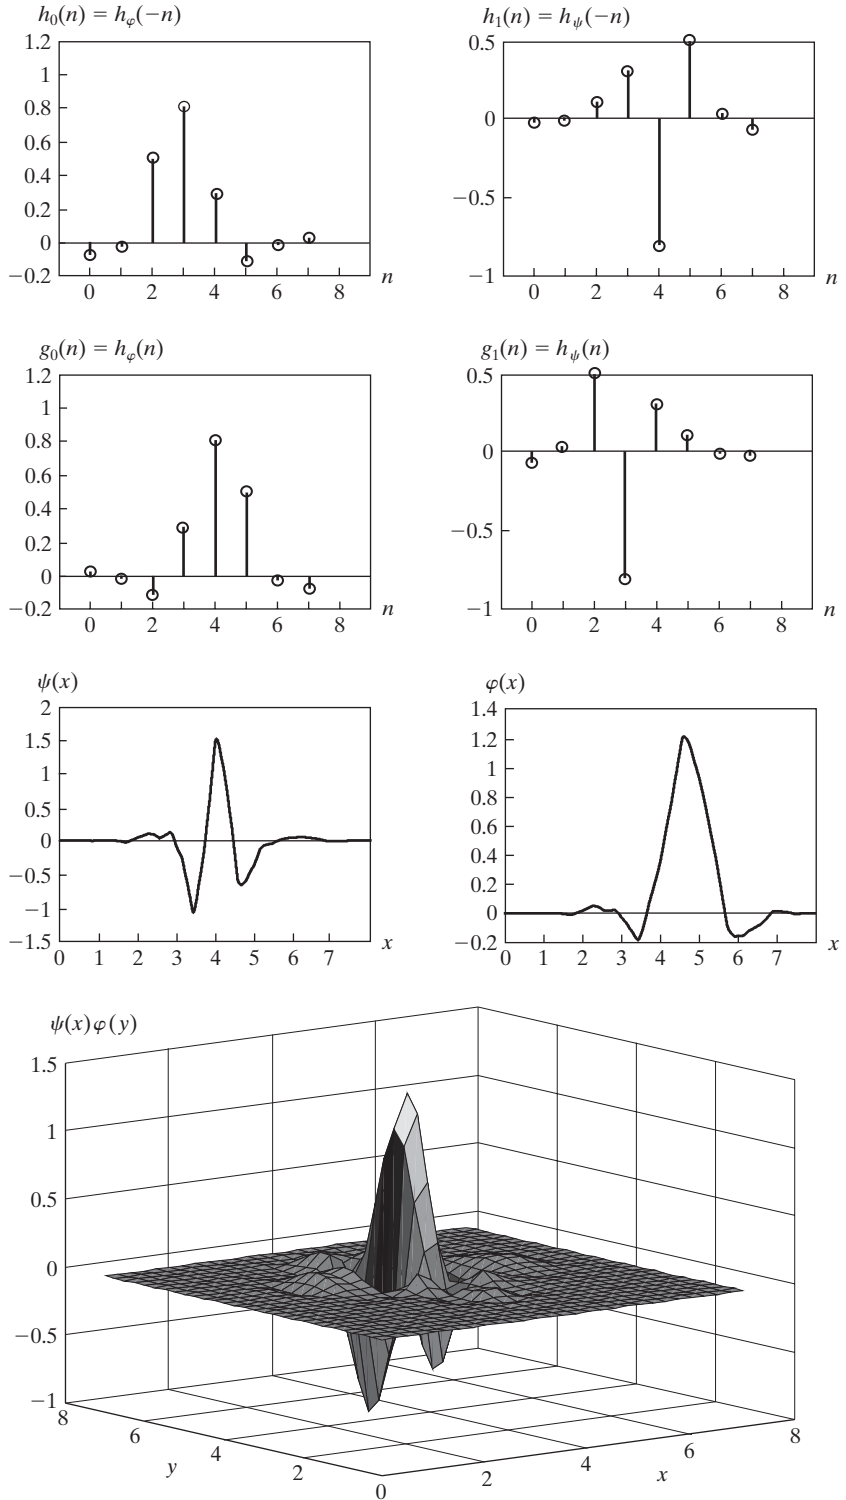 h₀(n) = hᵩ(−n)
1.2
1
0.8
0.6
0.4
0.2
0
−0.2
0 2 4 6 8
n
h₁(n) = h_ψ(−n)
0.5
0
−0.5
−1
0 2 4 6 8
n
g₀(n) = hᵩ(n)
1.2
1
0.8
0.6
0.4
0.2
0
−0.2
0 2 4 6 8
n
g₁(n) = h_ψ(n)
0.5
0
−0.5
−1
0 2 4 6 8
n
ψ(x)
2
1.5
1
0.5
0
−0.5
−1
−1.5
0 1 2 3 4 5 6 7
x
φ(x)
1.4
1.2
1
0.8
0.6
0.4
0.2
0
−0.2
0 1 2 3 4 5 6 7
x
ψ(x)φ(y)
1.5
1
0.5
0
−0.5
−1
8
6
4
2
0
y
2
4
6
8
x